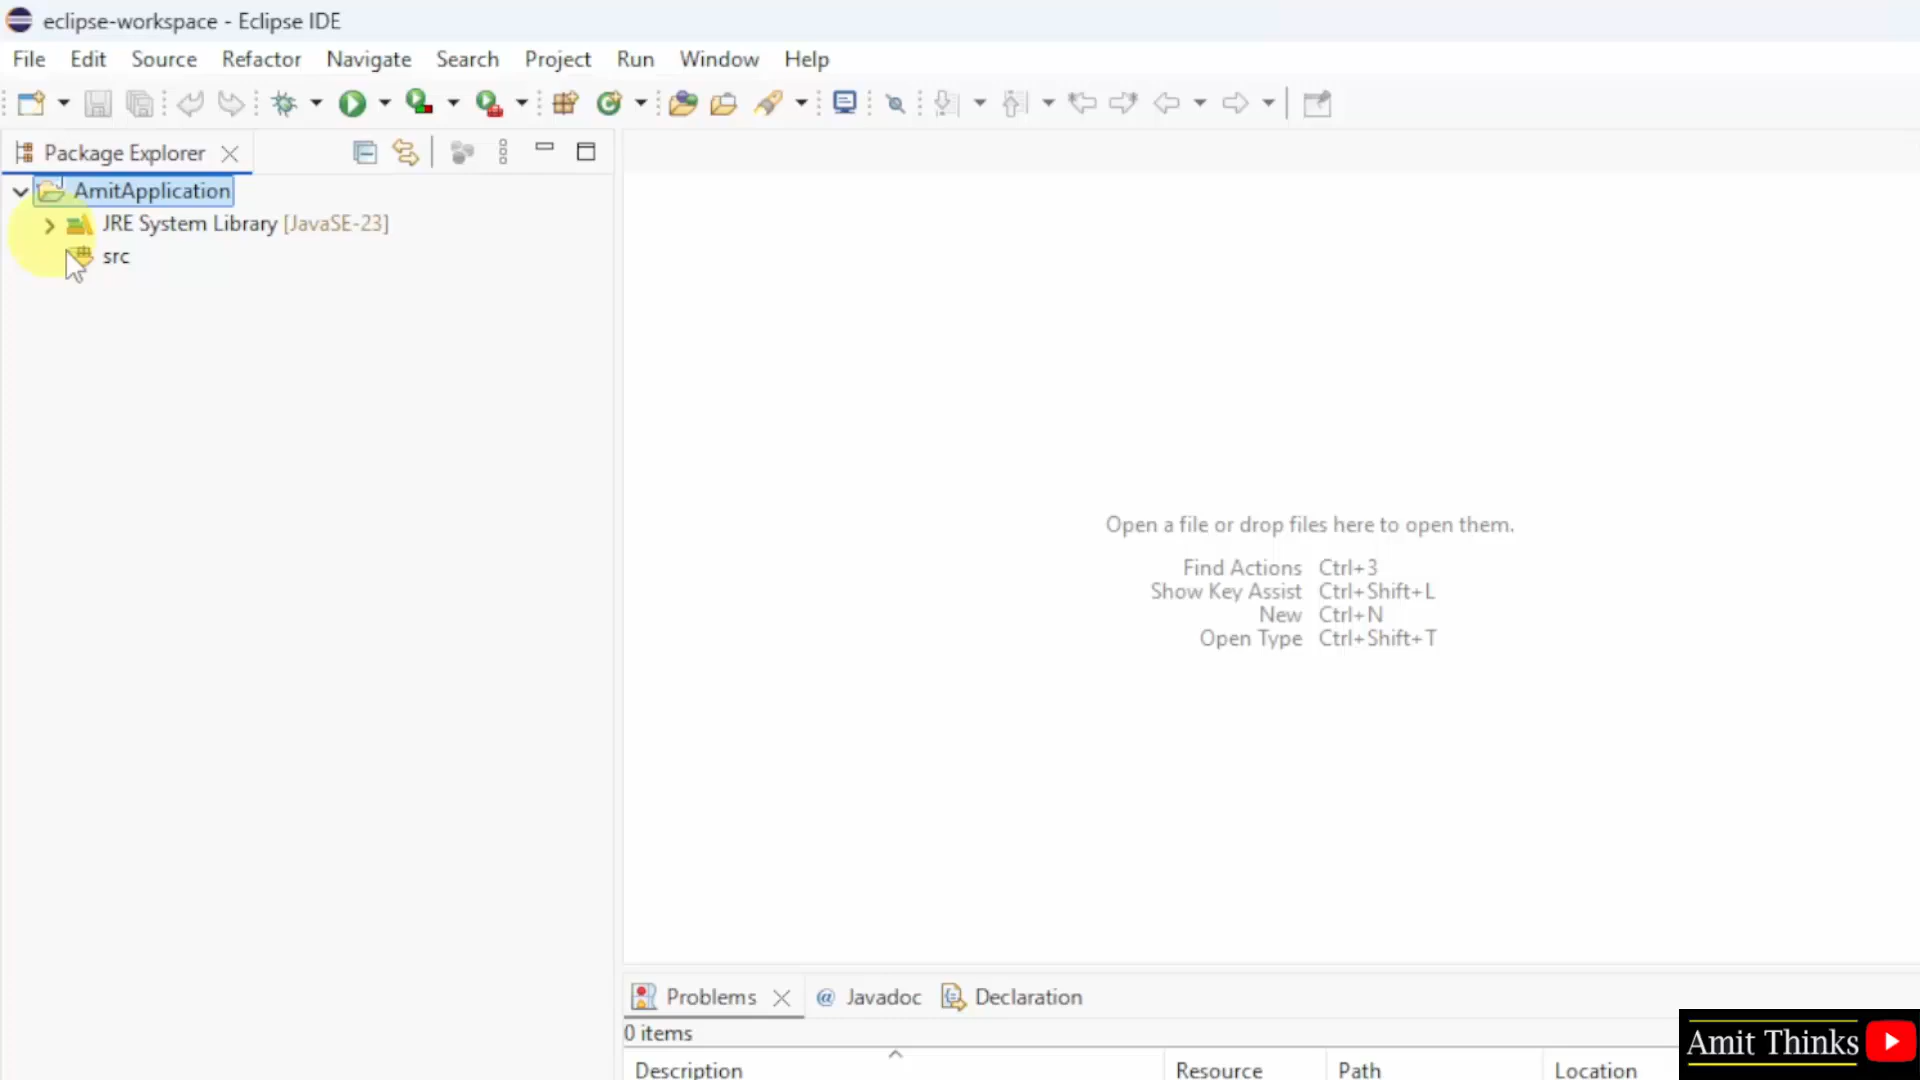 eclipse-workspace - Eclipse IDE
File Edit Source Refactor Navigate Search Project Run Window Help
Package Explorer
AmitApplication
JRE System Library [JavaSE-23]
src
Open a file or drop files here to open them.
Find Actions Ctrl+3
Show Key Assist Ctrl+Shift+L
New Ctrl+N
Open Type Ctrl+Shift+T
Problems @ Javadoc Declaration
0 items
Description Resource Path Location
Amit Thinks